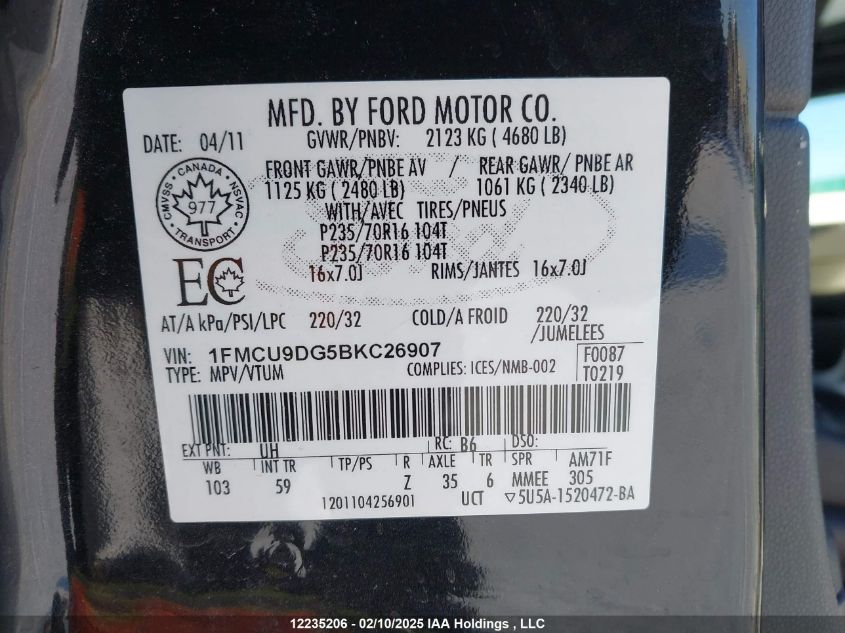 MFD. BY FORD MOTOR CO.
DATE: 04/11 GVWR/PNBV: 2123 KG ( 4680 LB)
FRONT GAWR/PNBE AV / REAR GAWR/ PNBE AR
1125 KG ( 2480 LB) 1061 KG ( 2340 LB)
WITH/AVEC TIRES/PNEUS
P235/70R16 104T
P235/70R16 104T
16x7.0J RIMS/JANTES 16x7.0J
CANADA
CMVSS NSVAC
977
TRANSPORT
EC
AT/A kPa/PSI/LPC 220/32 COLD/A FROID 220/32
/JUMELEES
VIN: 1FMCU9DG5BKC26907 F0087
TYPE: MPV/VTUM COMPLIES: ICES/NMB-002 T0219
EXT PNT: UH RC: B6 DSO:
WB INT TR TP/PS R AXLE TR SPR AM71F
103 59 Z 35 6 MMEE 305
1201104256901 UCT ▽5U5A-1520472-BA
12235206 - 02/10/2025 IAA Holdings , LLC